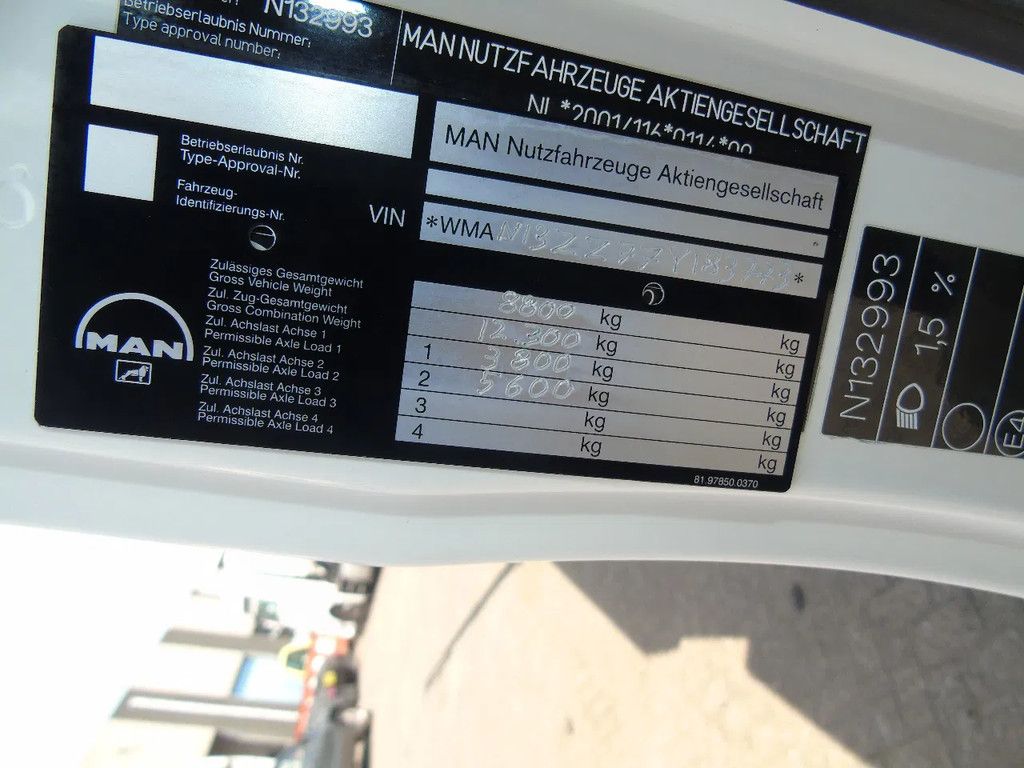 N132993
Betriebserlaubnis Nummer:
Type approval number:
MAN NUTZFAHRZEUGE AKTIENGESELLSCHAFT
MAN Nutzfahrzeuge Aktiengesellschaft
Betriebserlaubnis Nr.
Type-Approval-Nr.
Fahrzeug-
Identifizierungs-Nr.
VIN
*WMA
Zulässiges Gesamtgewicht
Gross Vehicle Weight
8800 kg kg
Zul. Zug-Gesamtgewicht
Gross Combination Weight
12.300 kg kg
Zul. Achslast Achse 1
Permissible Axle Load 1
1 3800 kg kg
Zul. Achslast Achse 2
Permissible Axle Load 2
2 5600 kg kg
Zul. Achslast Achse 3
Permissible Axle Load 3
3 kg kg
Zul. Achslast Achse 4
Permissible Axle Load 4
4 kg kg
MAN
81.97850.0370
N132993
1,5 %
E4